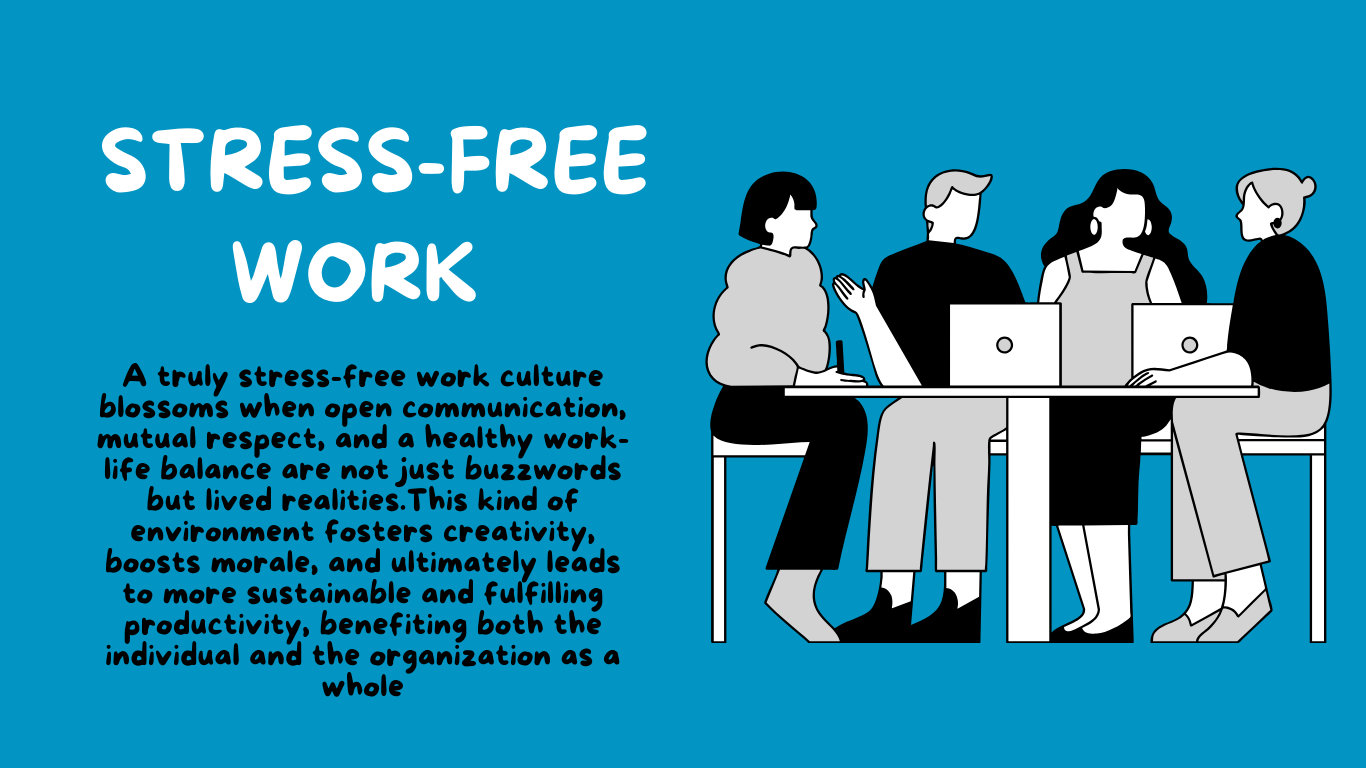 STRESS-FREE
WORK
A truly stress-free work culture
blossoms when open communication,
mutual respect, and a healthy work-
life balance are not just buzzwords
but lived realities.This kind of
environment fosters creativity,
boosts morale, and ultimately leads
to more sustainable and fulfilling
productivity, benefiting both the
individual and the organization as a
whole